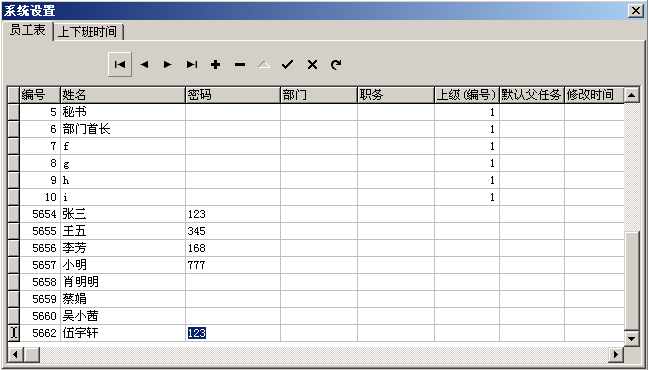 系统设置
员工表 上下班时间
编号 姓名 密码 部门 职务 上级(编号) 默认父任务 修改时间
5 秘书 1
6 部门首长 1
7 f 1
8 g 1
9 h 1
10 i 1
5654 张三 123
5655 王五 345
5656 李芳 168
5657 小明 777
5658 肖明明
5659 蔡娟
5660 吴小茜
5662 伍宇轩 123